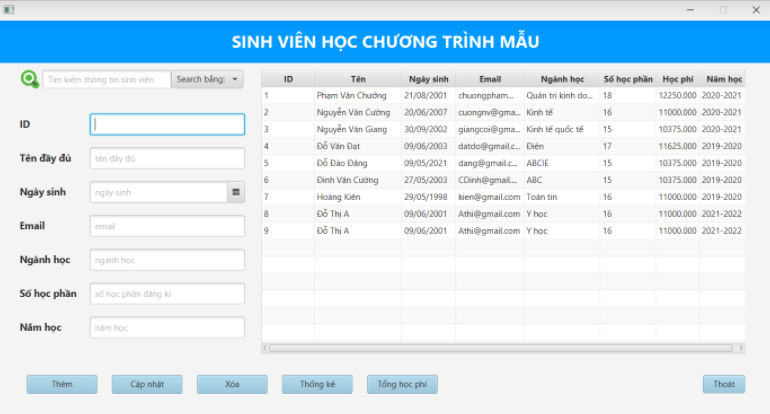 SINH VIÊN HỌC CHƯƠNG TRÌNH MẪU
Tìm kiếm thông tin sinh viên Search bằng:
ID
Tên đầy đủ tên đầy đủ
Ngày sinh ngày sinh
Email email
Ngành học ngành học
Số học phần số học phần đăng kí
Năm học năm học
ID Tên Ngày sinh Email Ngành học Số học phần Học phí Năm học
1 Phạm Văn Chưởng 21/08/2001 chuongpham... Quản trị kinh do... 18 12250.000 2020-2021
2 Nguyễn Văn Cường 20/06/2007 cuongnv@gma... Kinh tế 16 11000.000 2020-2021
3 Nguyễn Văn Giang 30/09/2002 giangcoi@gma... Kinh tế quốc tế 15 10375.000 2020-2021
4 Đỗ Văn Đạt 09/06/2003 datdo@gmail.c... Điện 17 11625.000 2019-2020
5 Đỗ Đào Đăng 09/05/2021 dang@gmail.c... ABCIE 15 10375.000 2019-2020
6 Đinh Văn Cường 27/05/2003 CDinh@gmail.... ABC 15 10375.000 2019-2020
7 Hoàng Kiên 29/05/1998 kien@gmail.com Toán tin 16 11000.000 2019-2020
8 Đỗ Thị A 09/06/2001 Athi@gmail.com Y học 16 11000.000 2021-2022
9 Đỗ Thị A 09/06/2001 Athi@gmail.com Y học 16 11000.000 2021-2022
Thêm Cập nhật Xóa Thống kê Tổng học phí Thoát